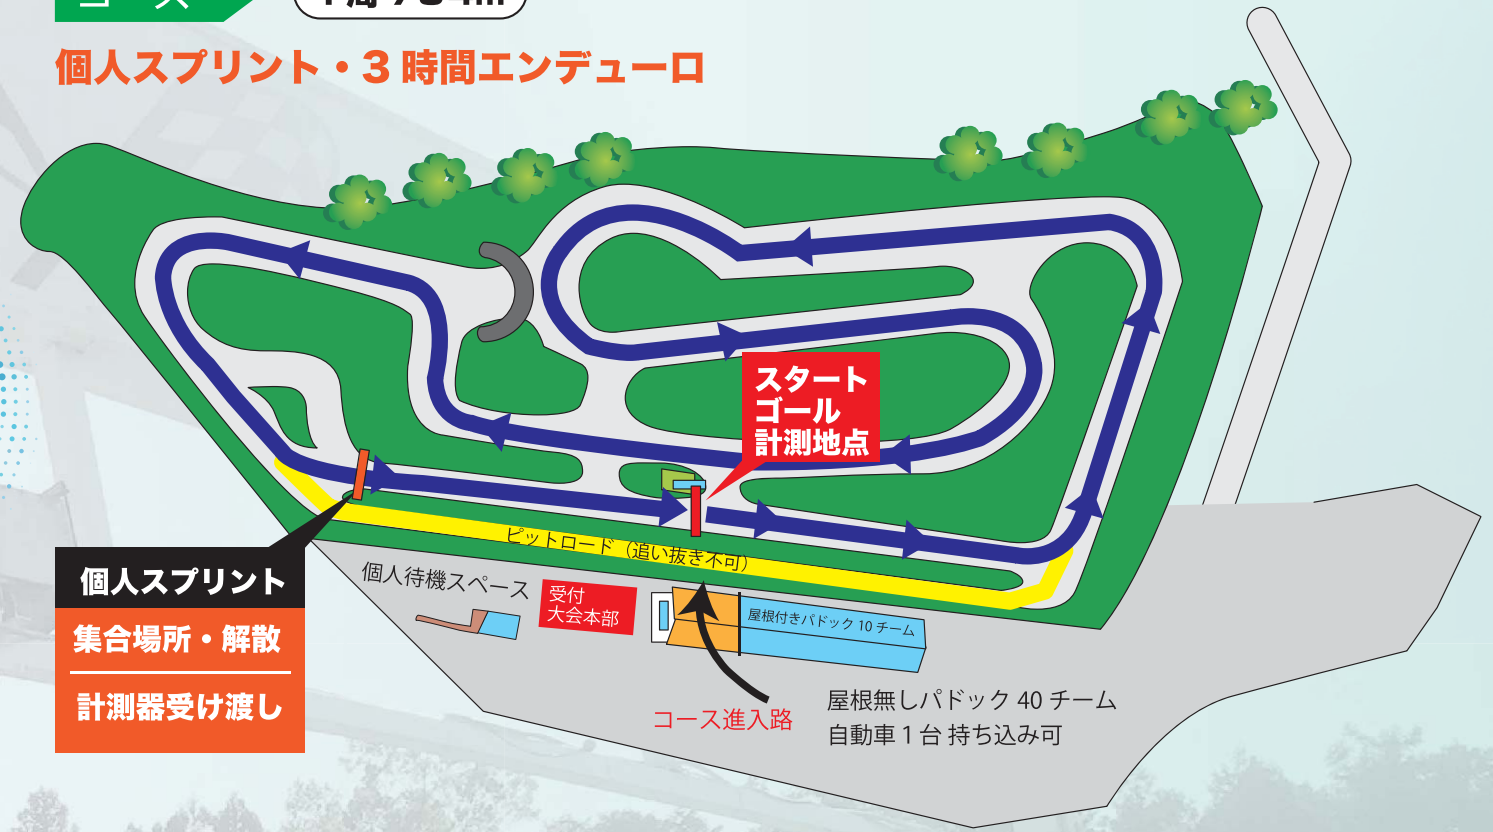 コース
個人スプリント・3 時間エンデューロ
スタート
ゴール
計測地点
ピットロード（追い抜き不可）
個人待機スペース
受付
大会本部
屋根付きパドック 10 チーム
個人スプリント
集合場所・解散
計測器受け渡し
コース進入路
屋根無しパドック 40 チーム
自動車 1 台 持ち込み可